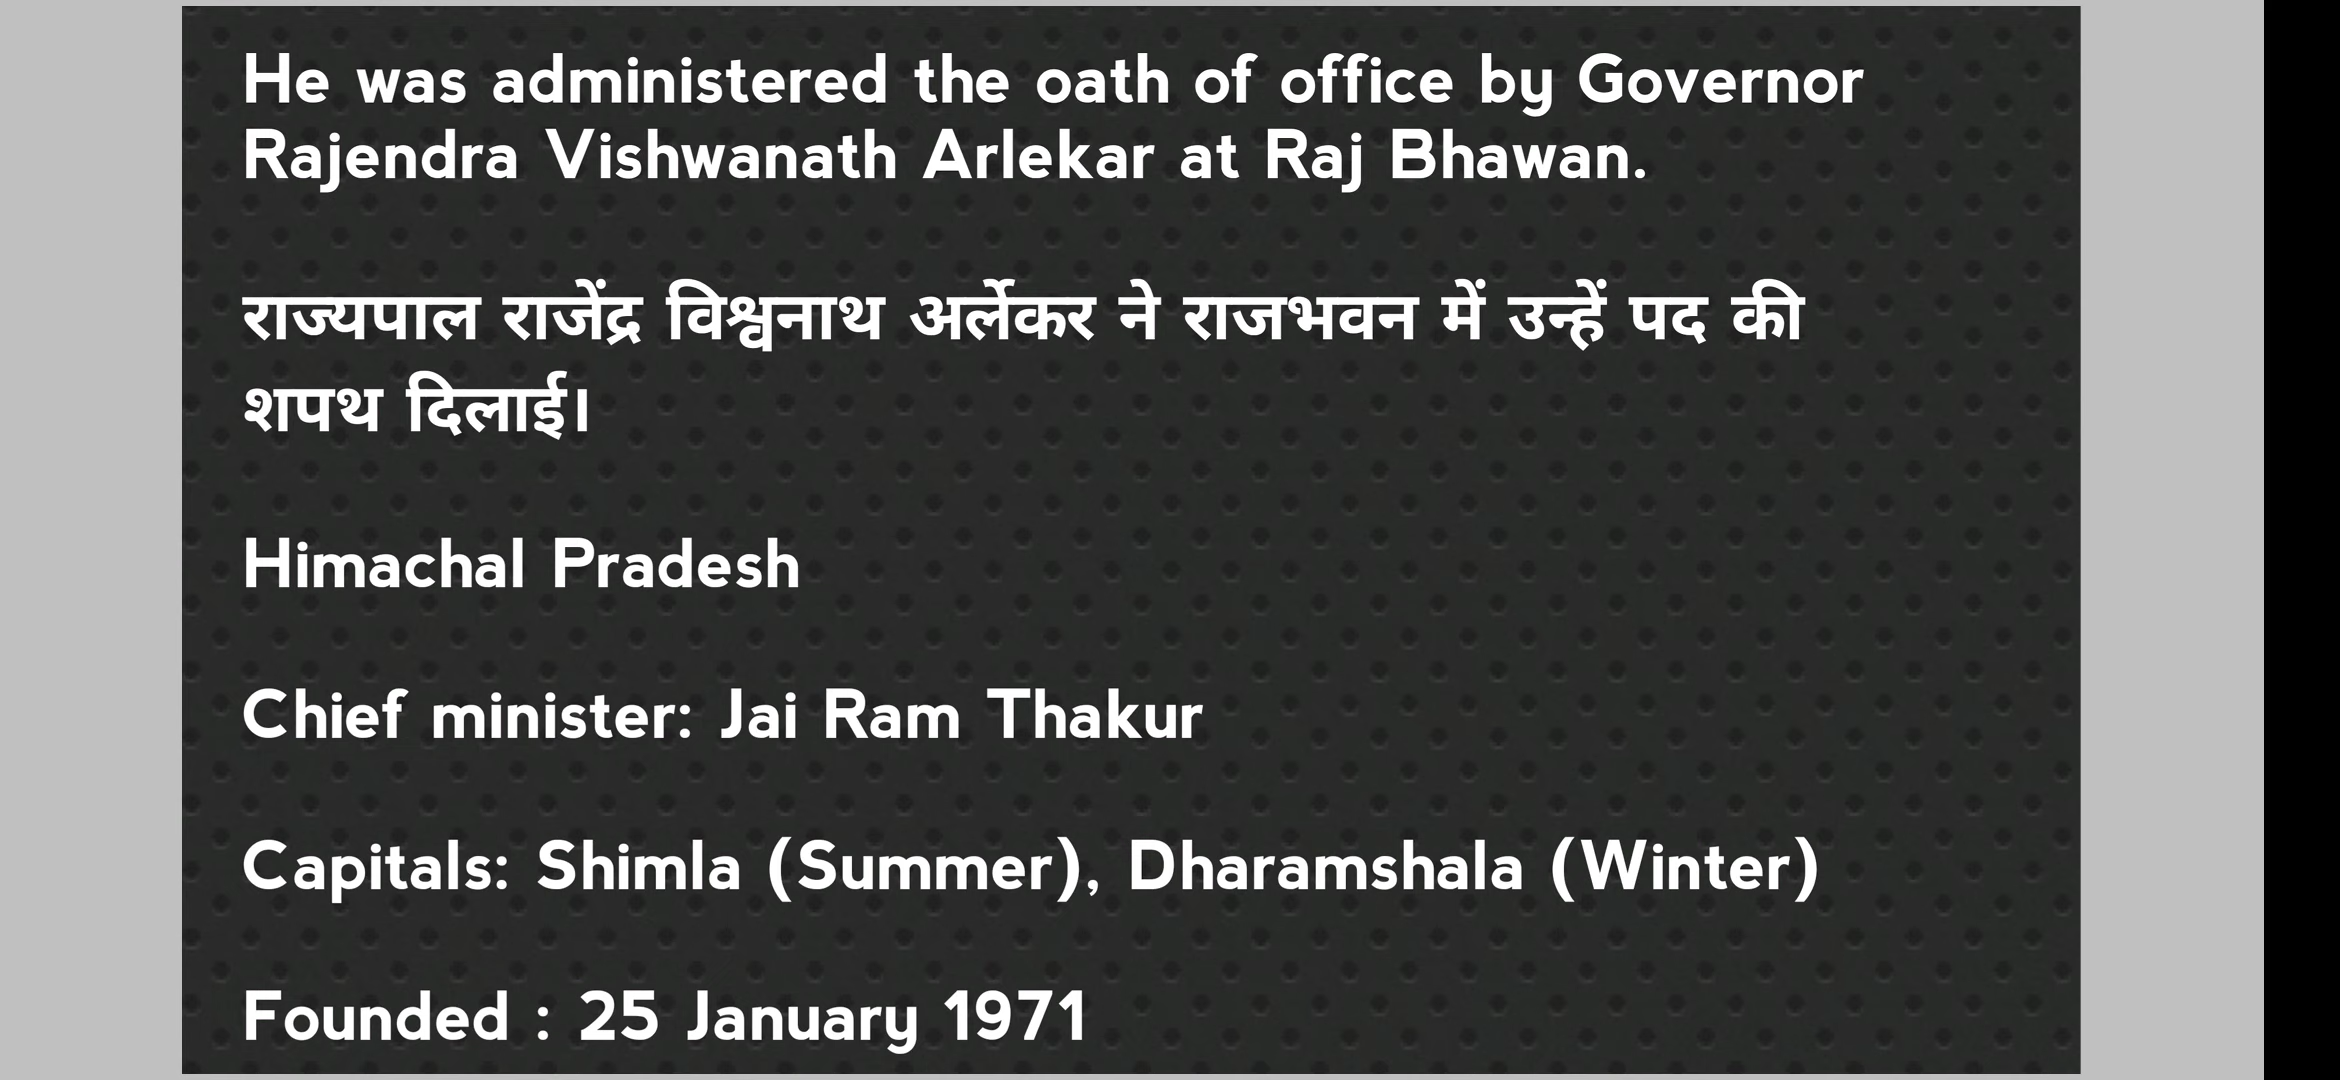 He was administered the oath of office by Governor
Rajendra Vishwanath Arlekar at Raj Bhawan.
राज्यपाल राजेंद्र विश्वनाथ अर्लेकर ने राजभवन में उन्हें पद की
शपथ दिलाई।
Himachal Pradesh
Chief minister: Jai Ram Thakur
Capitals: Shimla (Summer), Dharamshala (Winter)
Founded : 25 January 1971